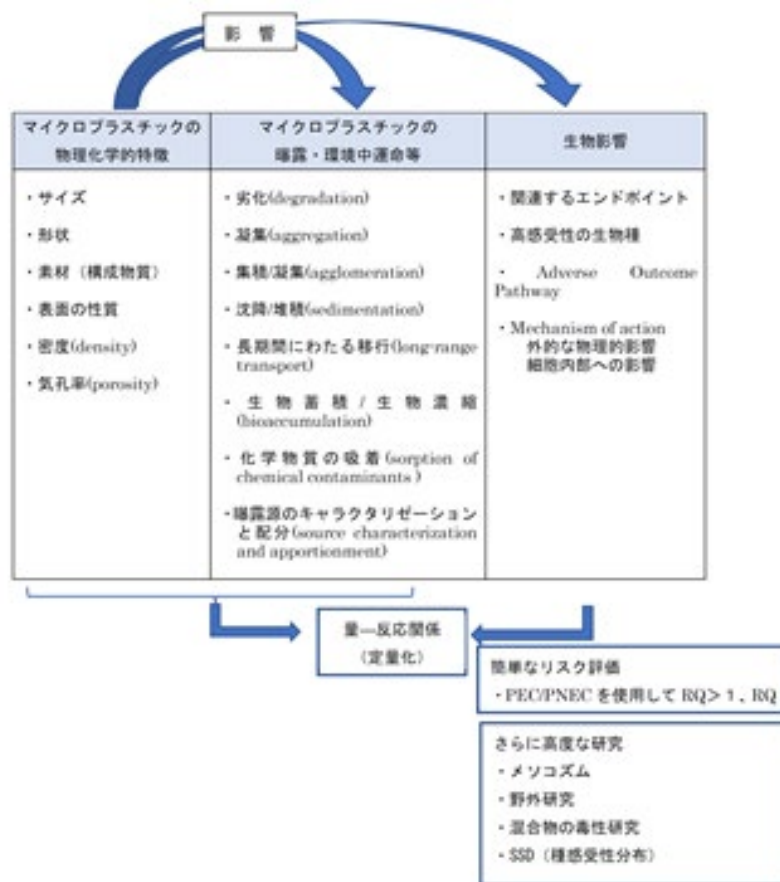 影 響
マイクロプラスチックの
物理化学的特徴
・サイズ
・形状
・素材（構成物質）
・表面の性質
・密度(density)
・気孔率(porosity)
マイクロプラスチックの
曝露・環境中運命等
・劣化(degradation)
・凝集(aggregation)
・集積/凝集(agglomeration)
・沈降/堆積(sedimentation)
・長期間にわたる移行(long-range
transport)
・生物蓄積/生物濃縮
(bioaccumulation)
・化学物質の吸着(sorption of
chemical contaminants )
・曝露源のキャラクタリゼーション
と配分(source characterization
and apportionment)
生物影響
・関連するエンドポイント
・高感受性の生物種
・ Adverse Outcome
Pathway
・Mechanism of action
外的な物理的影響
細胞内部への影響
量―反応関係
（定量化）
簡単なリスク評価
・PEC/PNEC を使用して RQ＞１、RQ
さらに高度な研究
・メソコズム
・野外研究
・混合物の毒性研究
・SSD（種感受性分布）